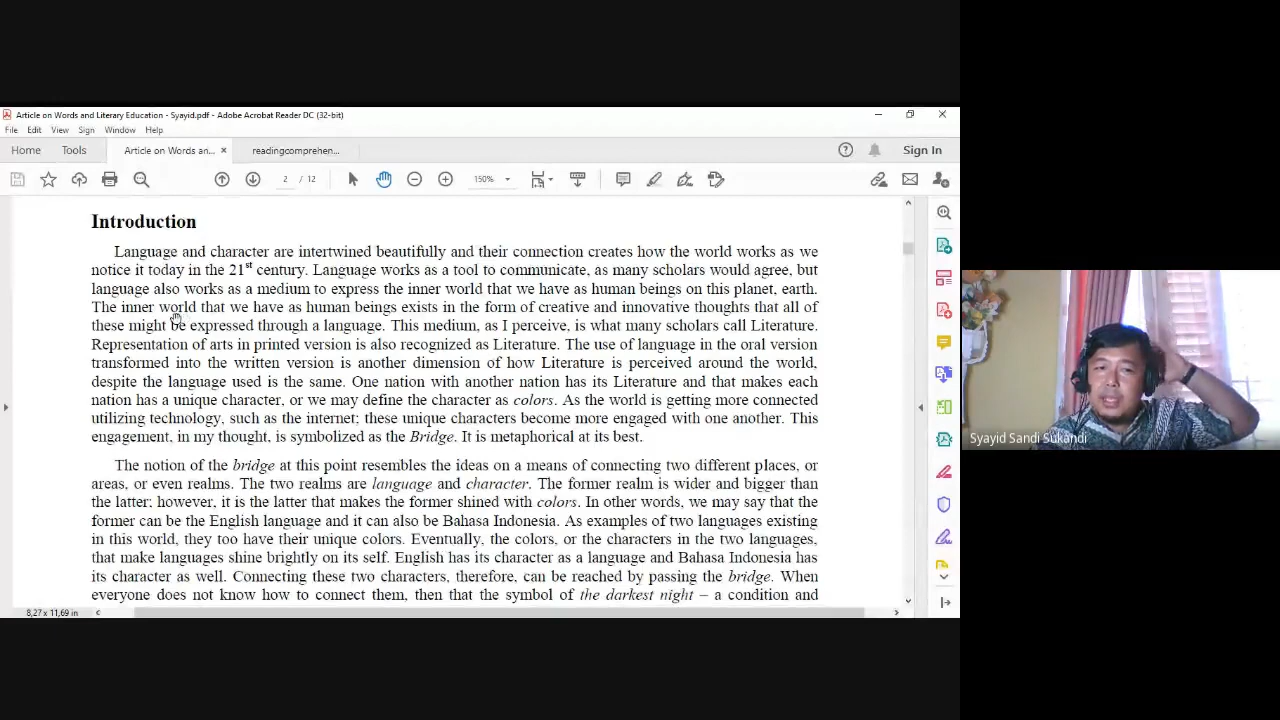 Article on Words and Literary Education - Syayid.pdf - Adobe Acrobat Reader DC (32-bit)
File Edit View Sign Window Help
Home Tools Article on Words an... × readingcomprehen... Sign In
2 / 12 150%
Introduction
Language and character are intertwined beautifully and their connection creates how the world works as we
notice it today in the 21st century. Language works as a tool to communicate, as many scholars would agree, but
language also works as a medium to express the inner world that we have as human beings on this planet, earth.
The inner world that we have as human beings exists in the form of creative and innovative thoughts that all of
these might be expressed through a language. This medium, as I perceive, is what many scholars call Literature.
Representation of arts in printed version is also recognized as Literature. The use of language in the oral version
transformed into the written version is another dimension of how Literature is perceived around the world,
despite the language used is the same. One nation with another nation has its Literature and that makes each
nation has a unique character, or we may define the character as colors. As the world is getting more connected
utilizing technology, such as the internet; these unique characters become more engaged with one another. This
engagement, in my thought, is symbolized as the Bridge. It is metaphorical at its best.
The notion of the bridge at this point resembles the ideas on a means of connecting two different places, or
areas, or even realms. The two realms are language and character. The former realm is wider and bigger than
the latter; however, it is the latter that makes the former shined with colors. In other words, we may say that the
former can be the English language and it can also be Bahasa Indonesia. As examples of two languages existing
in this world, they too have their unique colors. Eventually, the colors, or the characters in the two languages,
that make languages shine brightly on its self. English has its character as a language and Bahasa Indonesia has
its character as well. Connecting these two characters, therefore, can be reached by passing the bridge. When
everyone does not know how to connect them, then that the symbol of the darkest night – a condition and
8,27 x 11,69 in
Syayid Sandi Sukandi